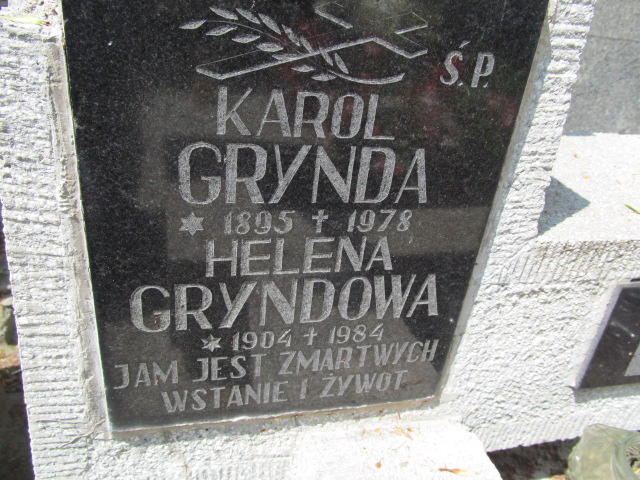 Ś.P.
KAROL
GRYNDA
* 1895 + 1978
HELENA
GRYNDOWA
* 1904 + 1984
JAM JEST ZMARTWYCH
WSTANIE I ŻYWOT